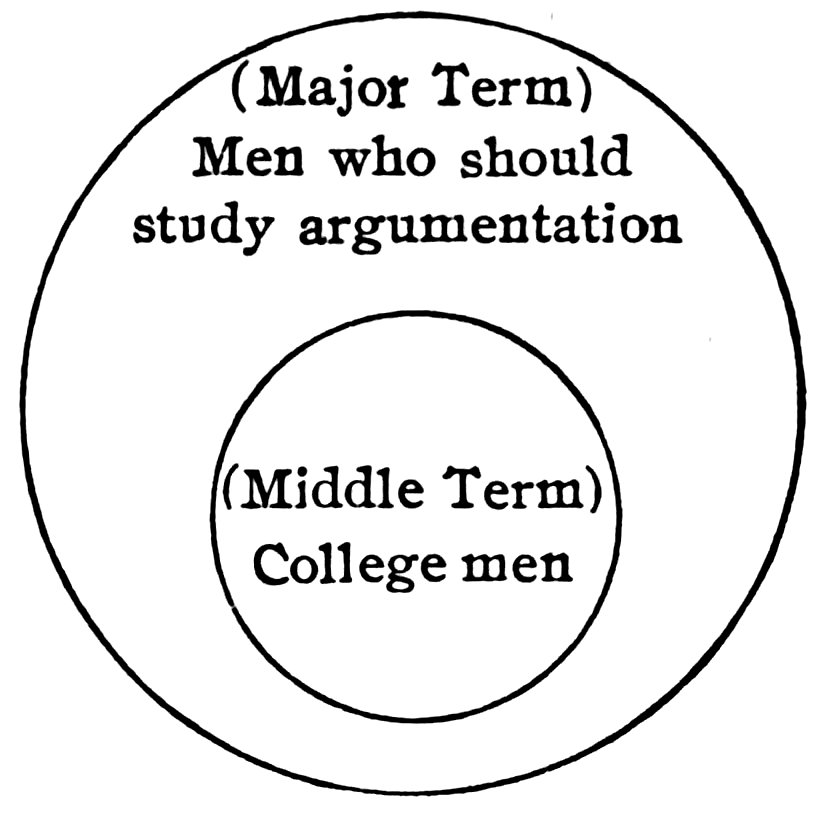 (Major Term)
Men who should
study argumentation
(Middle Term)
College men